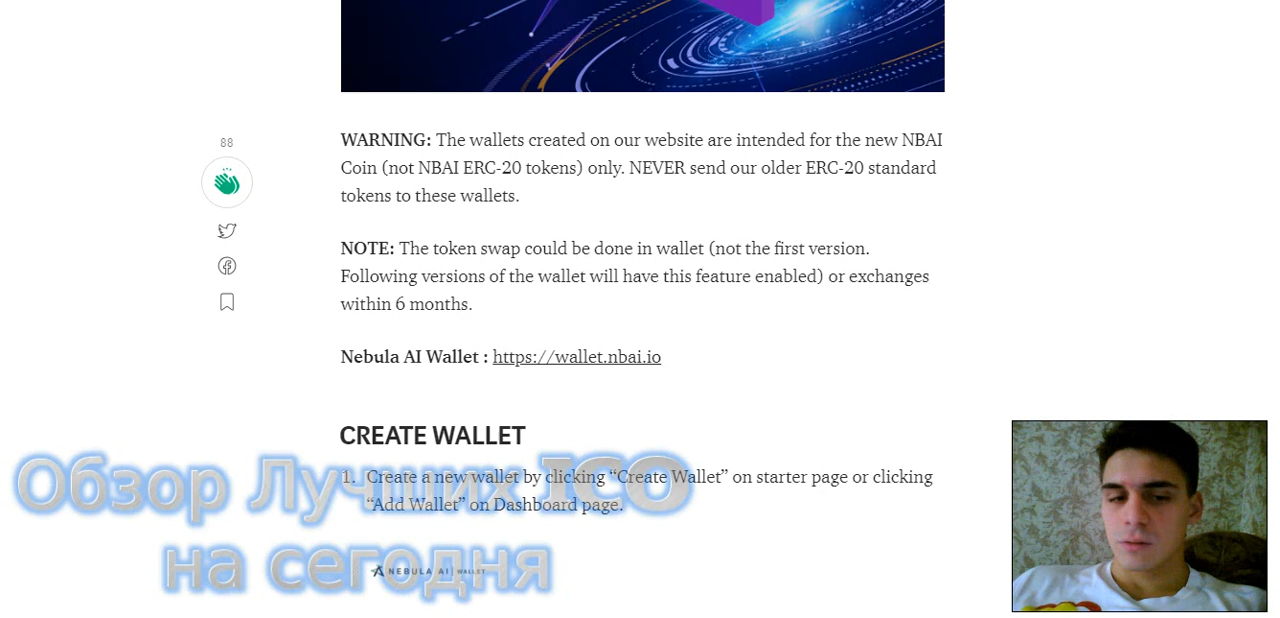 WARNING: The wallets created on our website are intended for the new NBAI
Coin (not NBAI ERC-20 tokens) only. NEVER send our older ERC-20 standard
tokens to these wallets.
88
NOTE: The token swap could be done in wallet (not the first version.
Following versions of the wallet will have this feature enabled) or exchanges
within 6 months.
Nebula AI Wallet : https://wallet.nbai.io
CREATE WALLET
1. Create a new wallet by clicking “Create Wallet” on starter page or clicking
“Add Wallet” on Dashboard page.
Обзор Лучших ICO
на сегодня
NEBULA AI WALLET